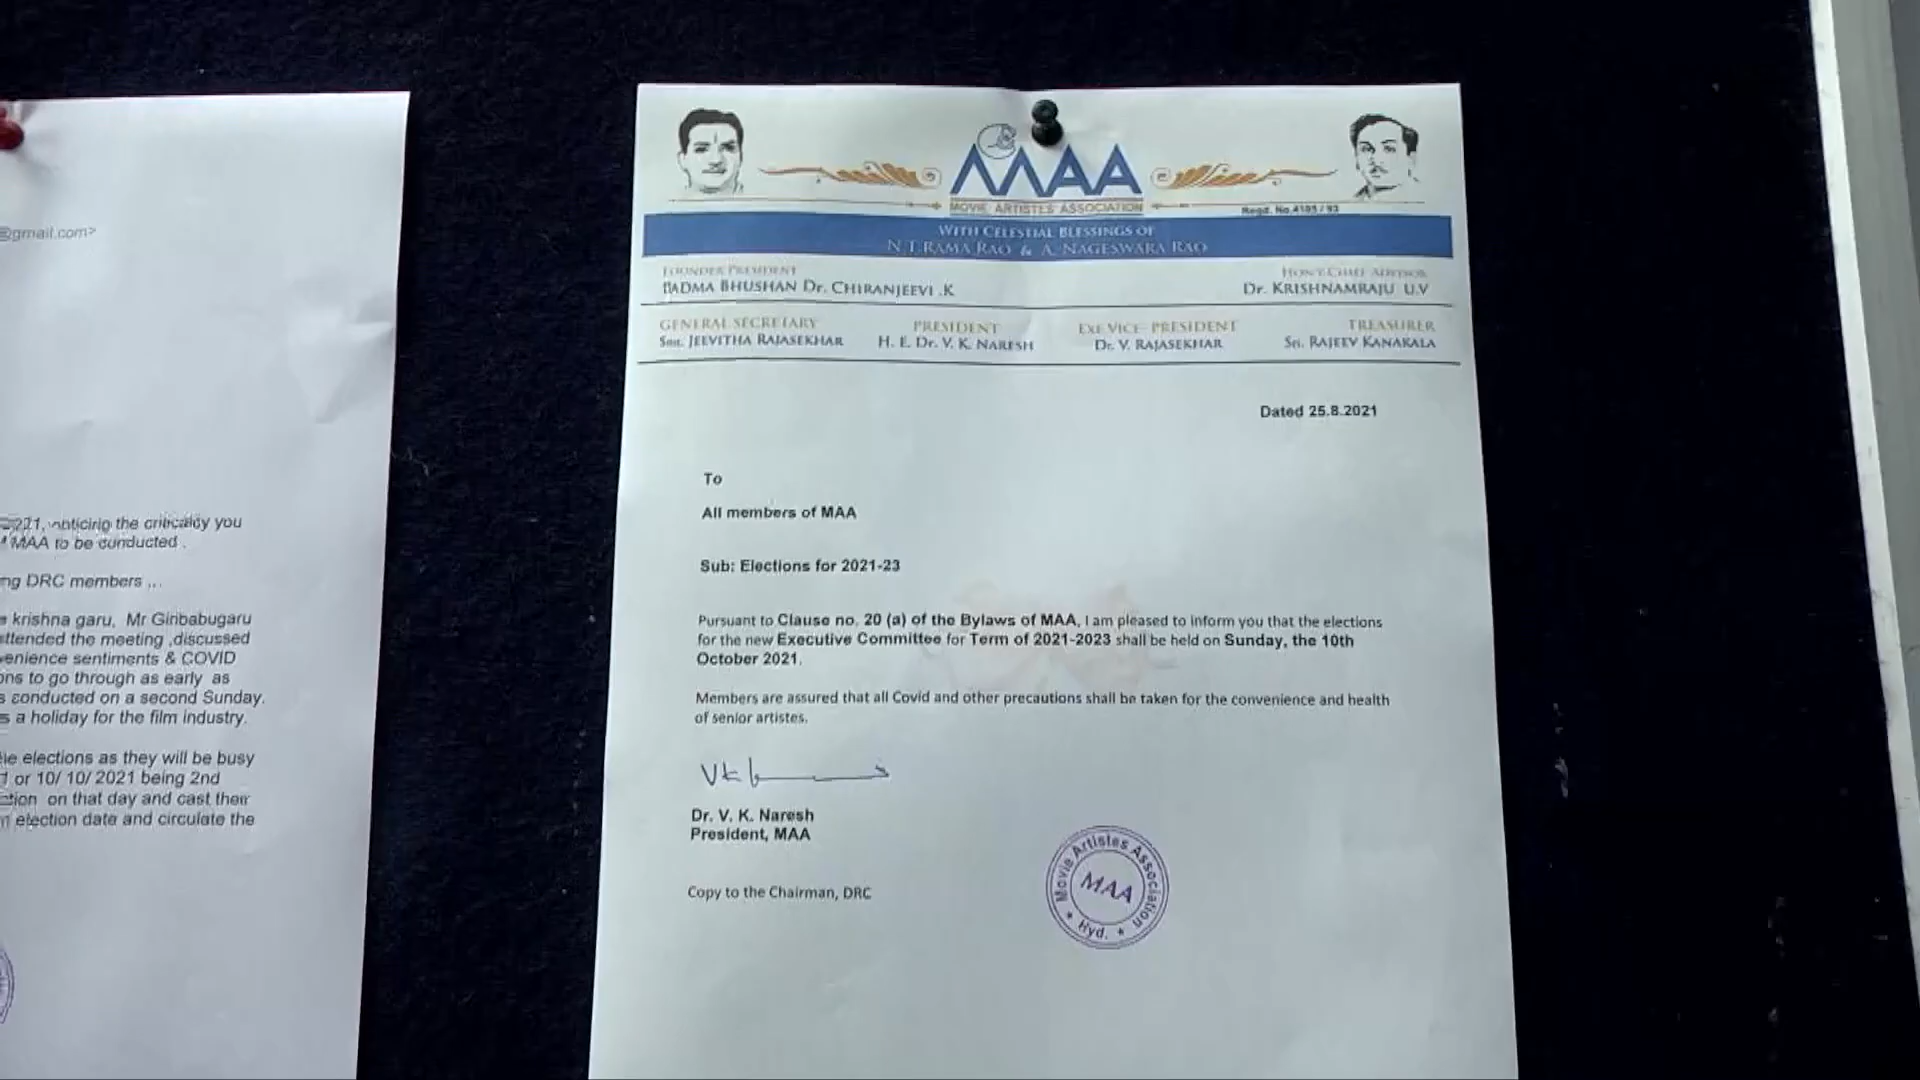 @gmail.com>
the criticality you
MAA to be conducted .
ng DRC members ...
krishna garu, Mr Giribabugaru
attended the meeting ,discussed
venience sentiments & COVID
ons to go through as early as
s conducted on a second Sunday.
s a holiday for the film industry.
elections as they will be busy
or 10/ 10/ 2021 being 2nd
on that day and cast their
election date and circulate the
MAA
MOVIE ARTISTES ASSOCIATION
Regd. No.4195 / 93
WITH CELESTIAL BLESSINGS OF
N.T.RAMA RAO & A. NAGESWARA RAO
FOUNDER PRESIDENT
PADMA BHUSHAN DR. CHIRANJEEVI .K
HON'Y CHIEF ADVISOR
DR. KRISHNAMRAJU U.V
GENERAL SECRETARY
Smt. JEEVITHA RAJASEKHAR
PRESIDENT
H. E. DR. V. K. NARESH
EXE VICE- PRESIDENT
Dr. V. RAJASEKHAR
TREASURER
Sri. RAJEEV KANAKALA
Dated 25.8.2021
To
All members of MAA
Sub: Elections for 2021-23
Pursuant to Clause no. 20 (a) of the Bylaws of MAA, I am pleased to inform you that the elections
for the new Executive Committee for Term of 2021-2023 shall be held on Sunday, the 10th
October 2021.
Members are assured that all Covid and other precautions shall be taken for the convenience and health
of senior artistes.
Dr. V. K. Naresh
President, MAA
Copy to the Chairman, DRC
Movie Artistes Association
MAA
Hyd.